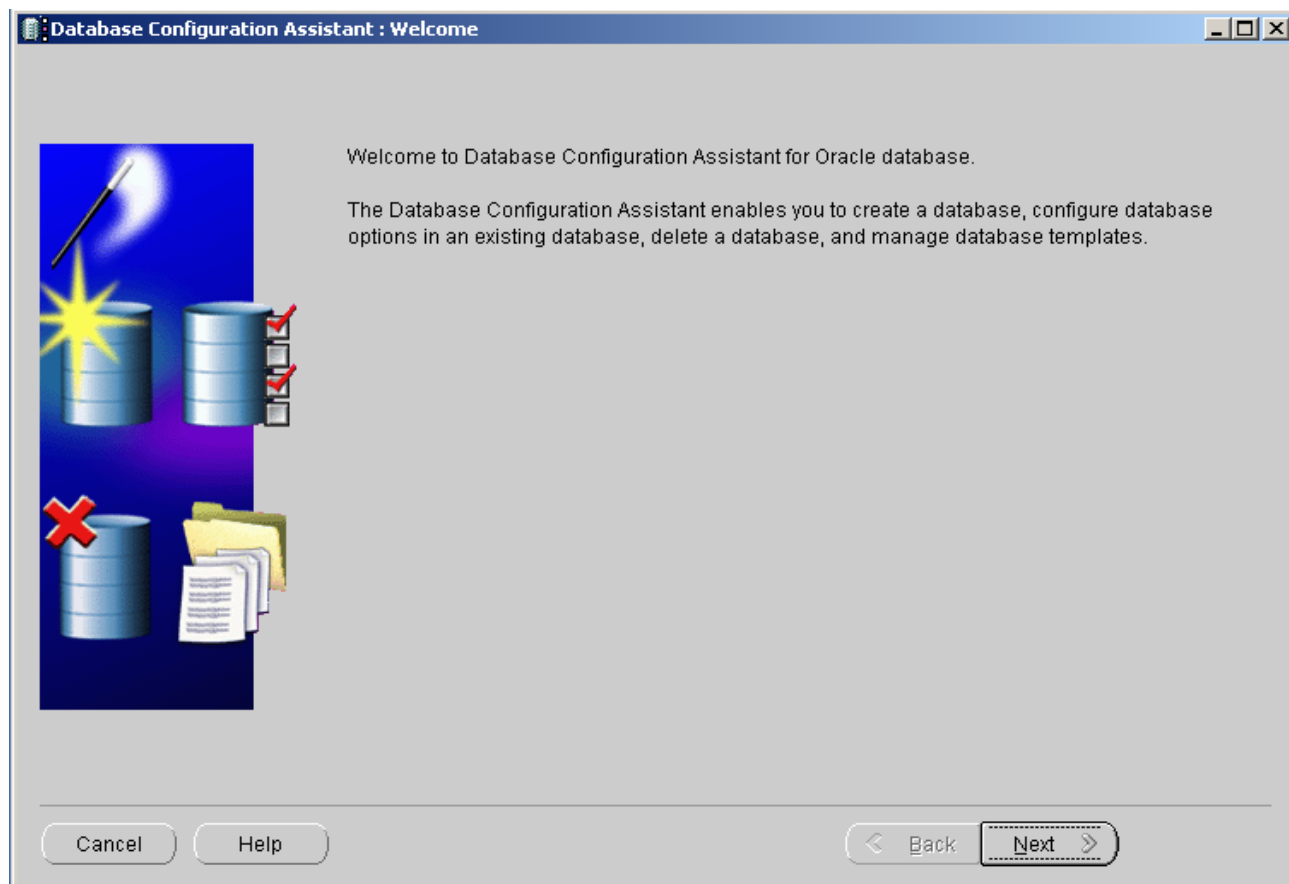 Database Configuration Assistant : Welcome
Welcome to Database Configuration Assistant for Oracle database.
The Database Configuration Assistant enables you to create a database, configure database
options in an existing database, delete a database, and manage database templates.
Cancel
Help
Back
Next